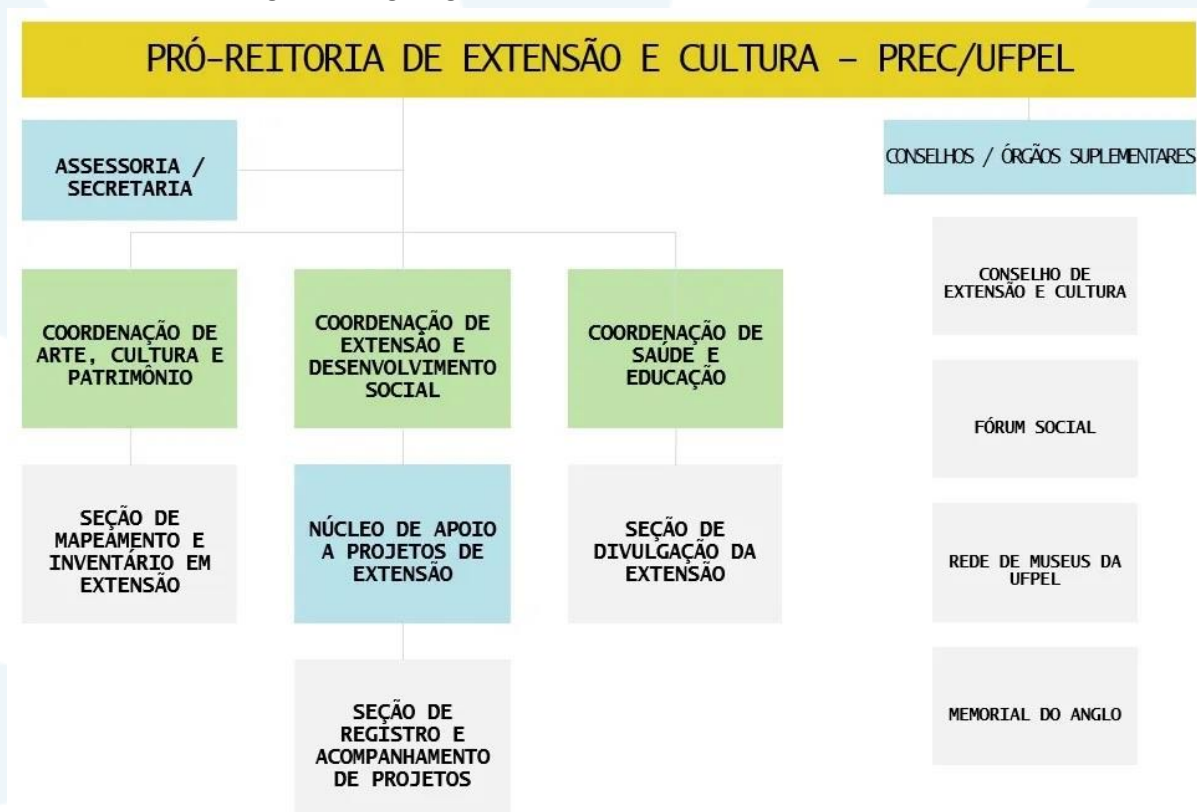 PRÓ-REITORIA DE EXTENSÃO E CULTURA – PREC/UFPEL
ASSESSORIA /
SECRETARIA
CONSELHOS / ÓRGÃOS SUPLEMENTARES
COORDENAÇÃO DE
ARTE, CULTURA E
PATRIMÔNIO
COORDENAÇÃO DE
EXTENSÃO E
DESENVOLVIMENTO
SOCIAL
COORDENAÇÃO DE
SAÚDE E
EDUCAÇÃO
SEÇÃO DE
MAPEAMENTO E
INVENTÁRIO EM
EXTENSÃO
NÚCLEO DE APOIO
A PROJETOS DE
EXTENSÃO
SEÇÃO DE
DIVULGAÇÃO DA
EXTENSÃO
SEÇÃO DE
REGISTRO E
ACOMPANHAMENTO
DE PROJETOS
CONSELHO DE
EXTENSÃO E CULTURA
FÓRUM SOCIAL
REDE DE MUSEUS DA
UFPEL
MEMORIAL DO ANGLO